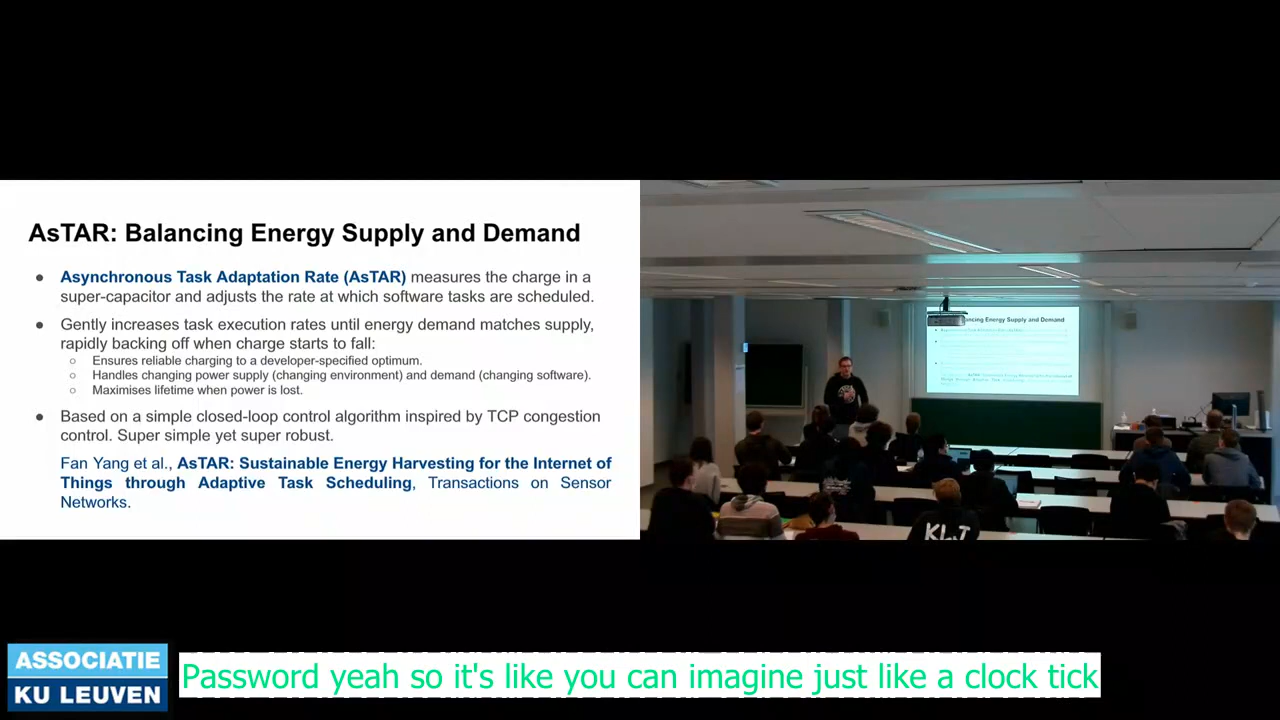 AsTAR: Balancing Energy Supply and Demand
● Asynchronous Task Adaptation Rate (AsTAR) measures the charge in a
super-capacitor and adjusts the rate at which software tasks are scheduled.
● Gently increases task execution rates until energy demand matches supply,
rapidly backing off when charge starts to fall:
○ Ensures reliable charging to a developer-specified optimum.
○ Handles changing power supply (changing environment) and demand (changing software).
○ Maximises lifetime when power is lost.
● Based on a simple closed-loop control algorithm inspired by TCP congestion
control. Super simple yet super robust.
Fan Yang et al., AsTAR: Sustainable Energy Harvesting for the Internet of
Things through Adaptive Task Scheduling, Transactions on Sensor
Networks.
Balancing Energy Supply and Demand
ASSOCIATIE
KU LEUVEN
Password yeah so it's like you can imagine just like a clock tick